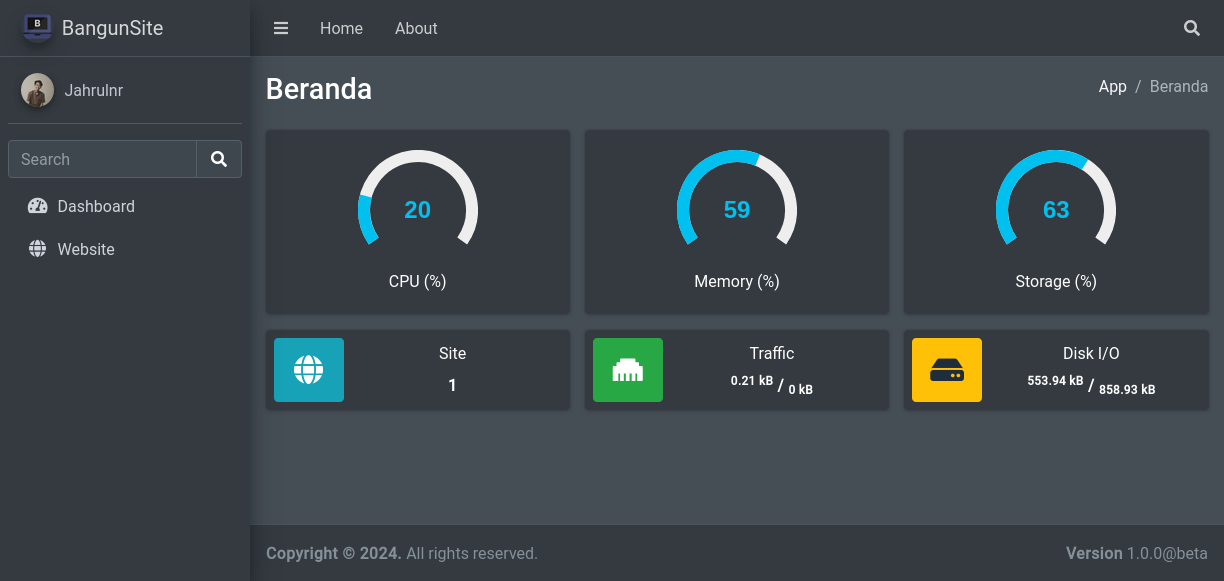 B
BangunSite
Home
About
Jahrulnr
Search
Dashboard
Website
Beranda
App / Beranda
20
CPU (%)
59
Memory (%)
63
Storage (%)
Site
1
Traffic
0.21 kB / 0 kB
Disk I/O
553.94 kB / 858.93 kB
Copyright © 2024. All rights reserved.
Version 1.0.0@beta